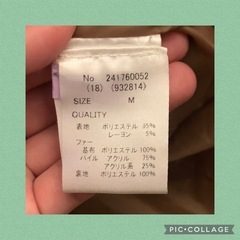 No 241760052
(18) (932814)
SIZE M
QUALITY
表地 ポリエステル 95%
レーヨン 5%
ファー
基布 ポリエステル 100%
パイル アクリル 75%
アクリル系 25%
裏地 ポリエステル 100%
PIC•COLLAGE